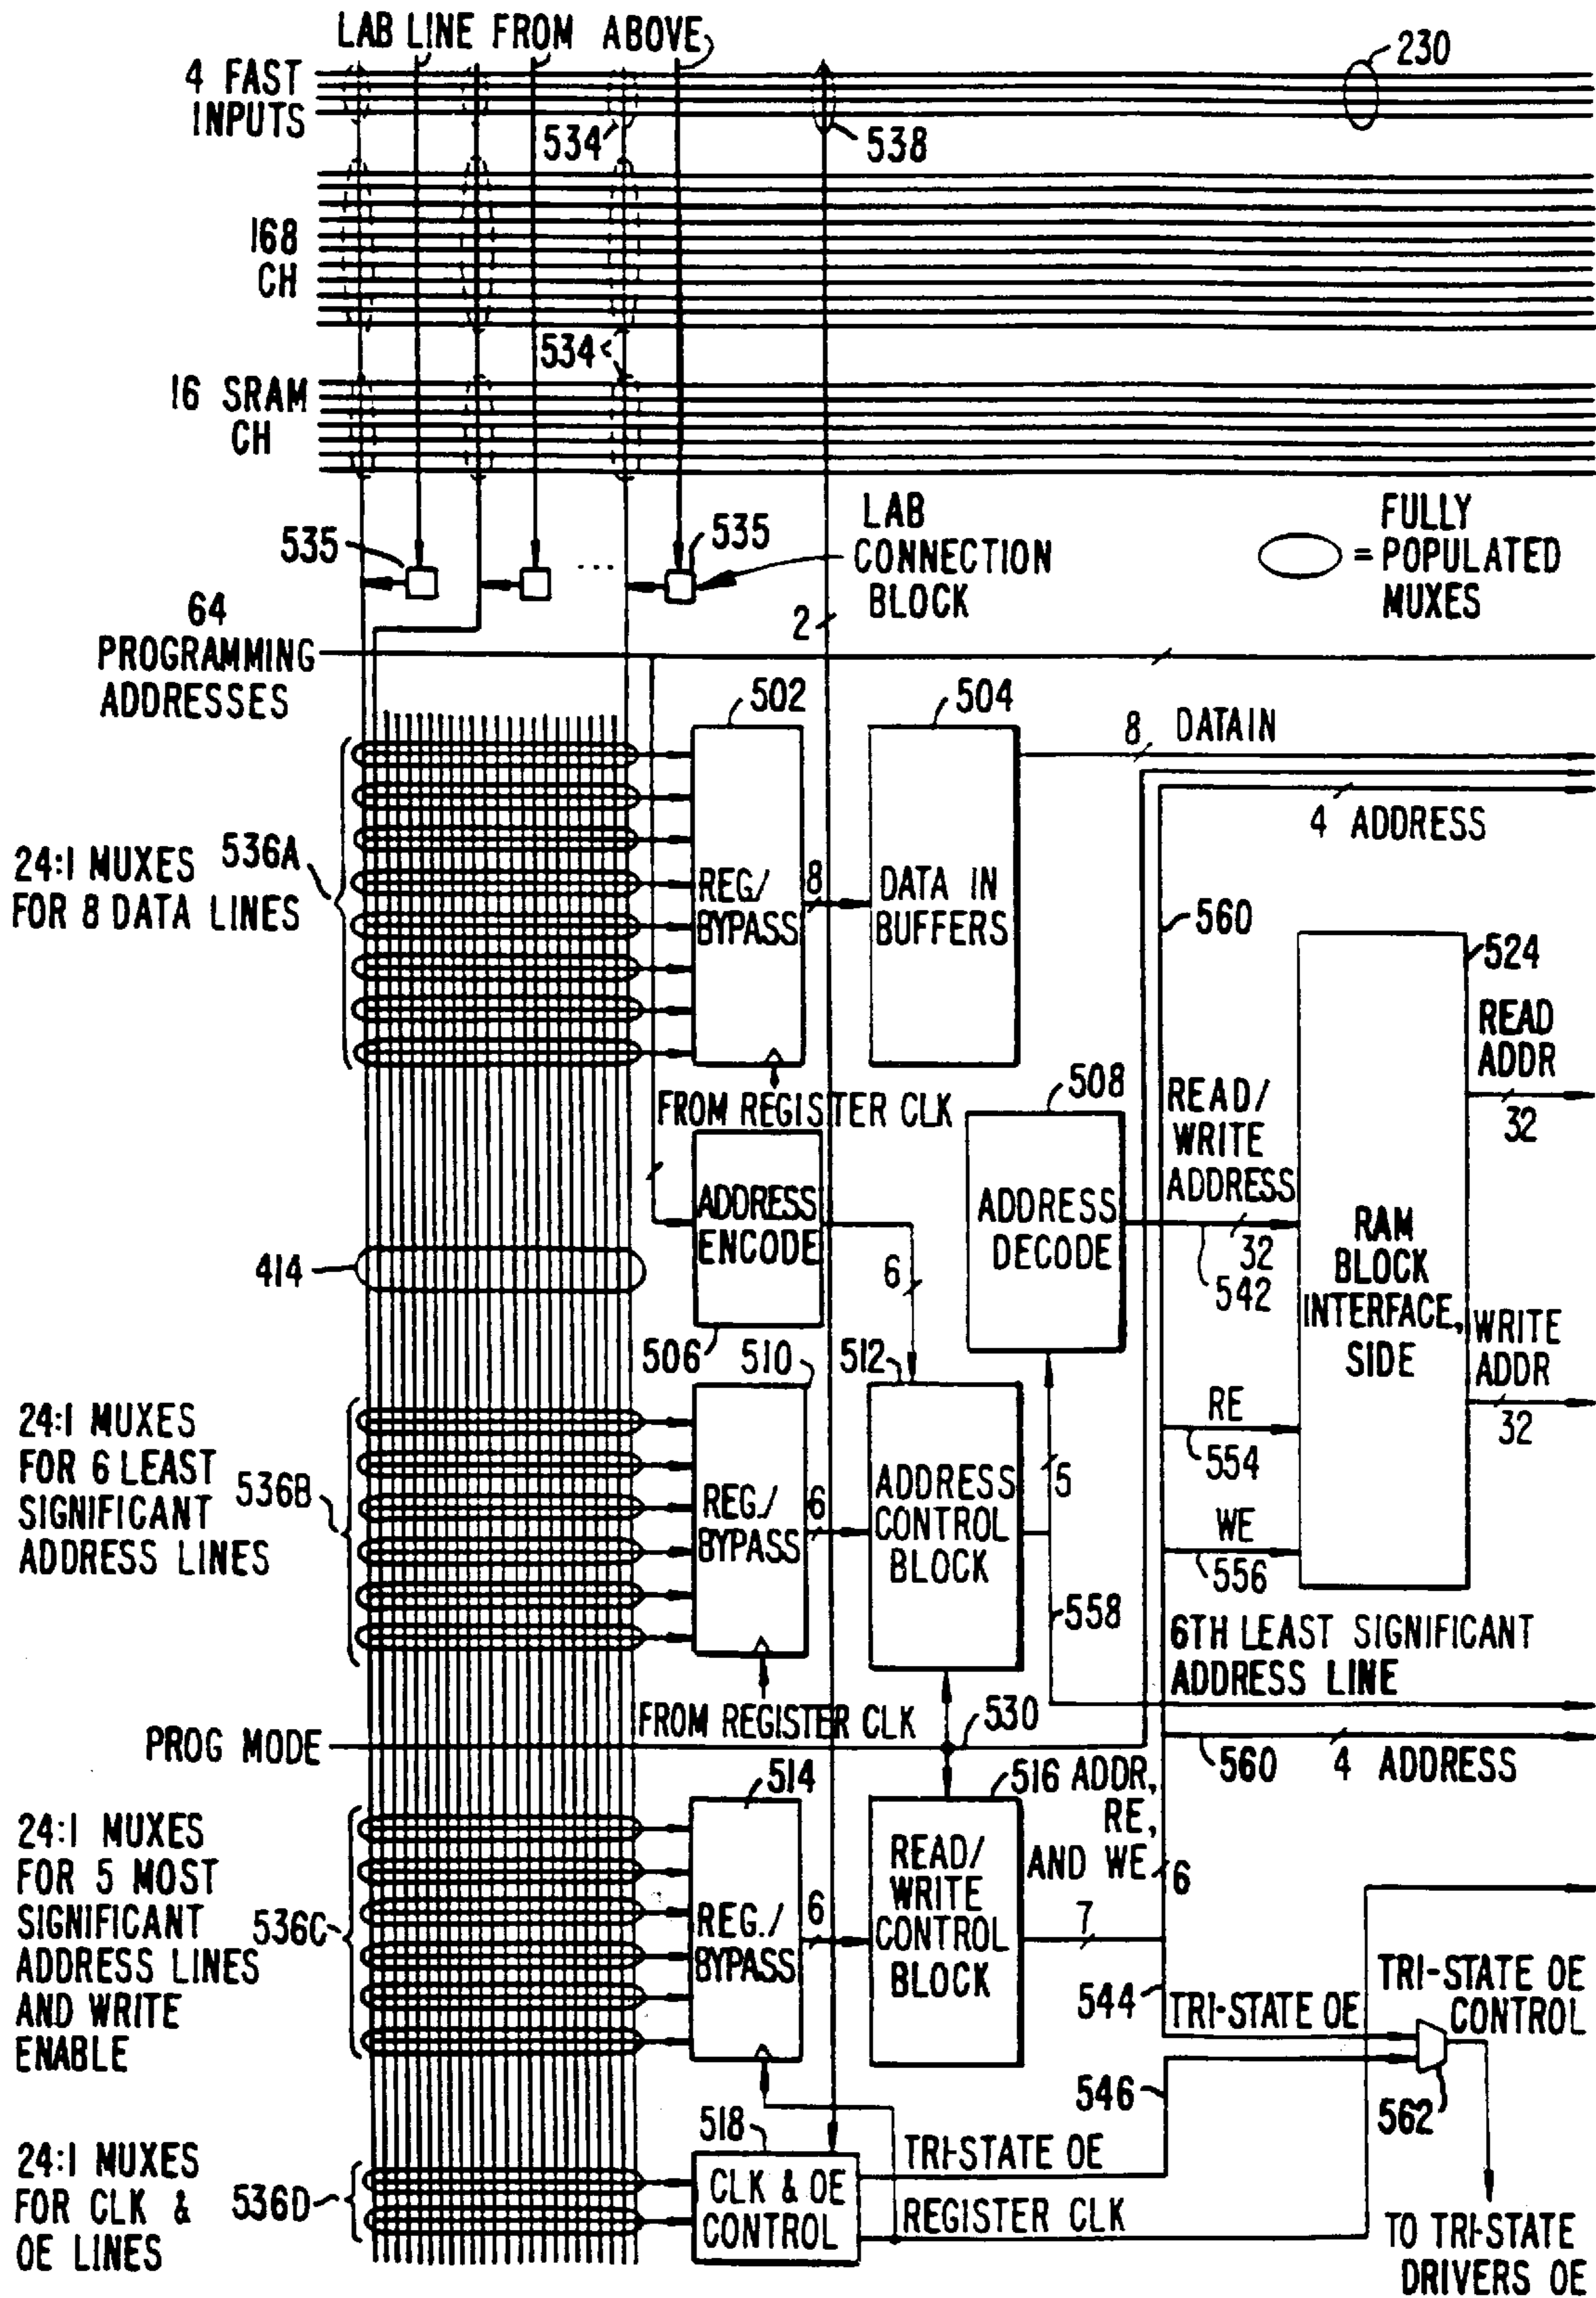 LAB LINE FROM ABOVE
4 FAST
INPUTS
230
534
538
168
CH
534
16 SRAM
CH
535
...
535
LAB
CONNECTION
BLOCK
FULLY
= POPULATED
MUXES
64
PROGRAMMING
ADDRESSES
2
502
504
8 DATAIN
4 ADDRESS
24:1 MUXES
FOR 8 DATA LINES
536A
REG/
BYPASS
8
DATA IN
BUFFERS
560
524
READ
ADDR
32
FROM REGISTER CLK
508
READ/
WRITE
ADDRESS
ADDRESS
ENCODE
ADDRESS
DECODE
32
542
RAM
BLOCK
INTERFACE,
SIDE
414
6
506
510
512
WRITE
ADDR
32
24:1 MUXES
FOR 6 LEAST
SIGNIFICANT
ADDRESS LINES
536B
REG./
BYPASS
6
ADDRESS
CONTROL
BLOCK
5
RE
554
WE
556
558
6TH LEAST SIGNIFICANT
ADDRESS LINE
FROM REGISTER CLK
530
PROG MODE
560
4 ADDRESS
514
516
ADDR,
RE,
AND WE
6
24:1 MUXES
FOR 5 MOST
SIGNIFICANT
ADDRESS LINES
AND WRITE
ENABLE
536C
REG./
BYPASS
6
READ/
WRITE
CONTROL
BLOCK
7
544
TRI-STATE OE
TRI-STATE OE
CONTROL
546
562
518
24:1 MUXES
FOR CLK &
OE LINES
536D
CLK & OE
CONTROL
TRI-STATE OE
REGISTER CLK
TO TRI-STATE
DRIVERS OE